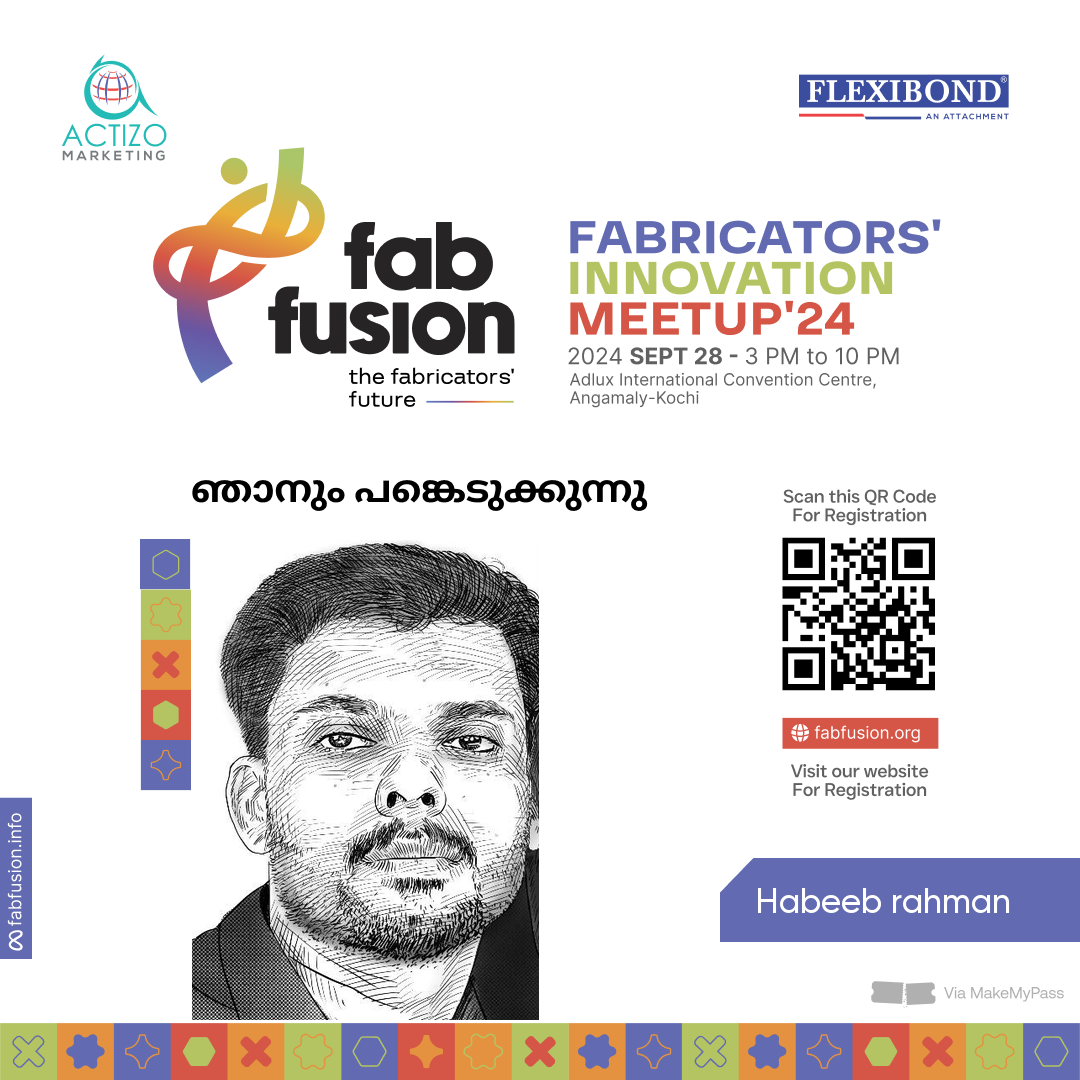 ACTIZO
MARKETING
FLEXIBOND®
AN ATTACHMENT
fab
fusion
the fabricators'
future
FABRICATORS'
INNOVATION
MEETUP'24
2024 SEPT 28 - 3 PM to 10 PM
Adlux International Convention Centre,
Angamaly-Kochi
ഞാനും പങ്കെടുക്കുന്നു
Scan this QR Code
For Registration
fabfusion.org
Visit our website
For Registration
fabfusion.info
Habeeb rahman
Via MakeMyPass